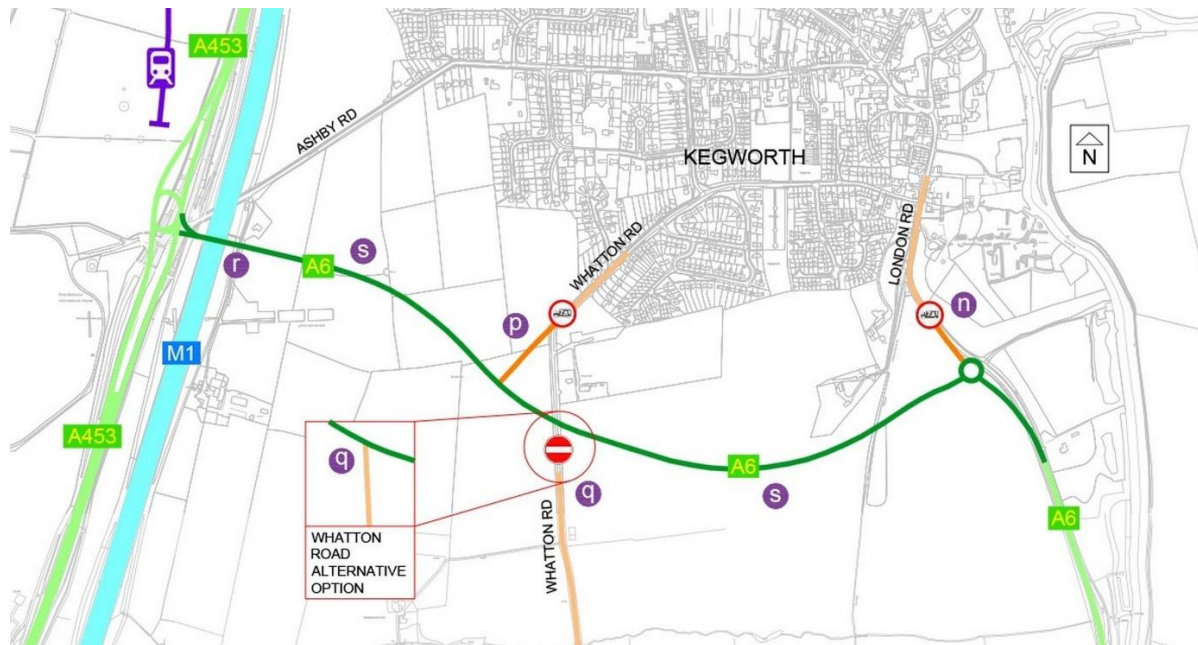 A453
ASHBY RD
KEGWORTH
N
s
r
A6
WHATTON RD
LONDON RD
n
p
M1
A453
q
q
A6
s
A6
WHATTON RD
WHATTON
ROAD
ALTERNATIVE
OPTION